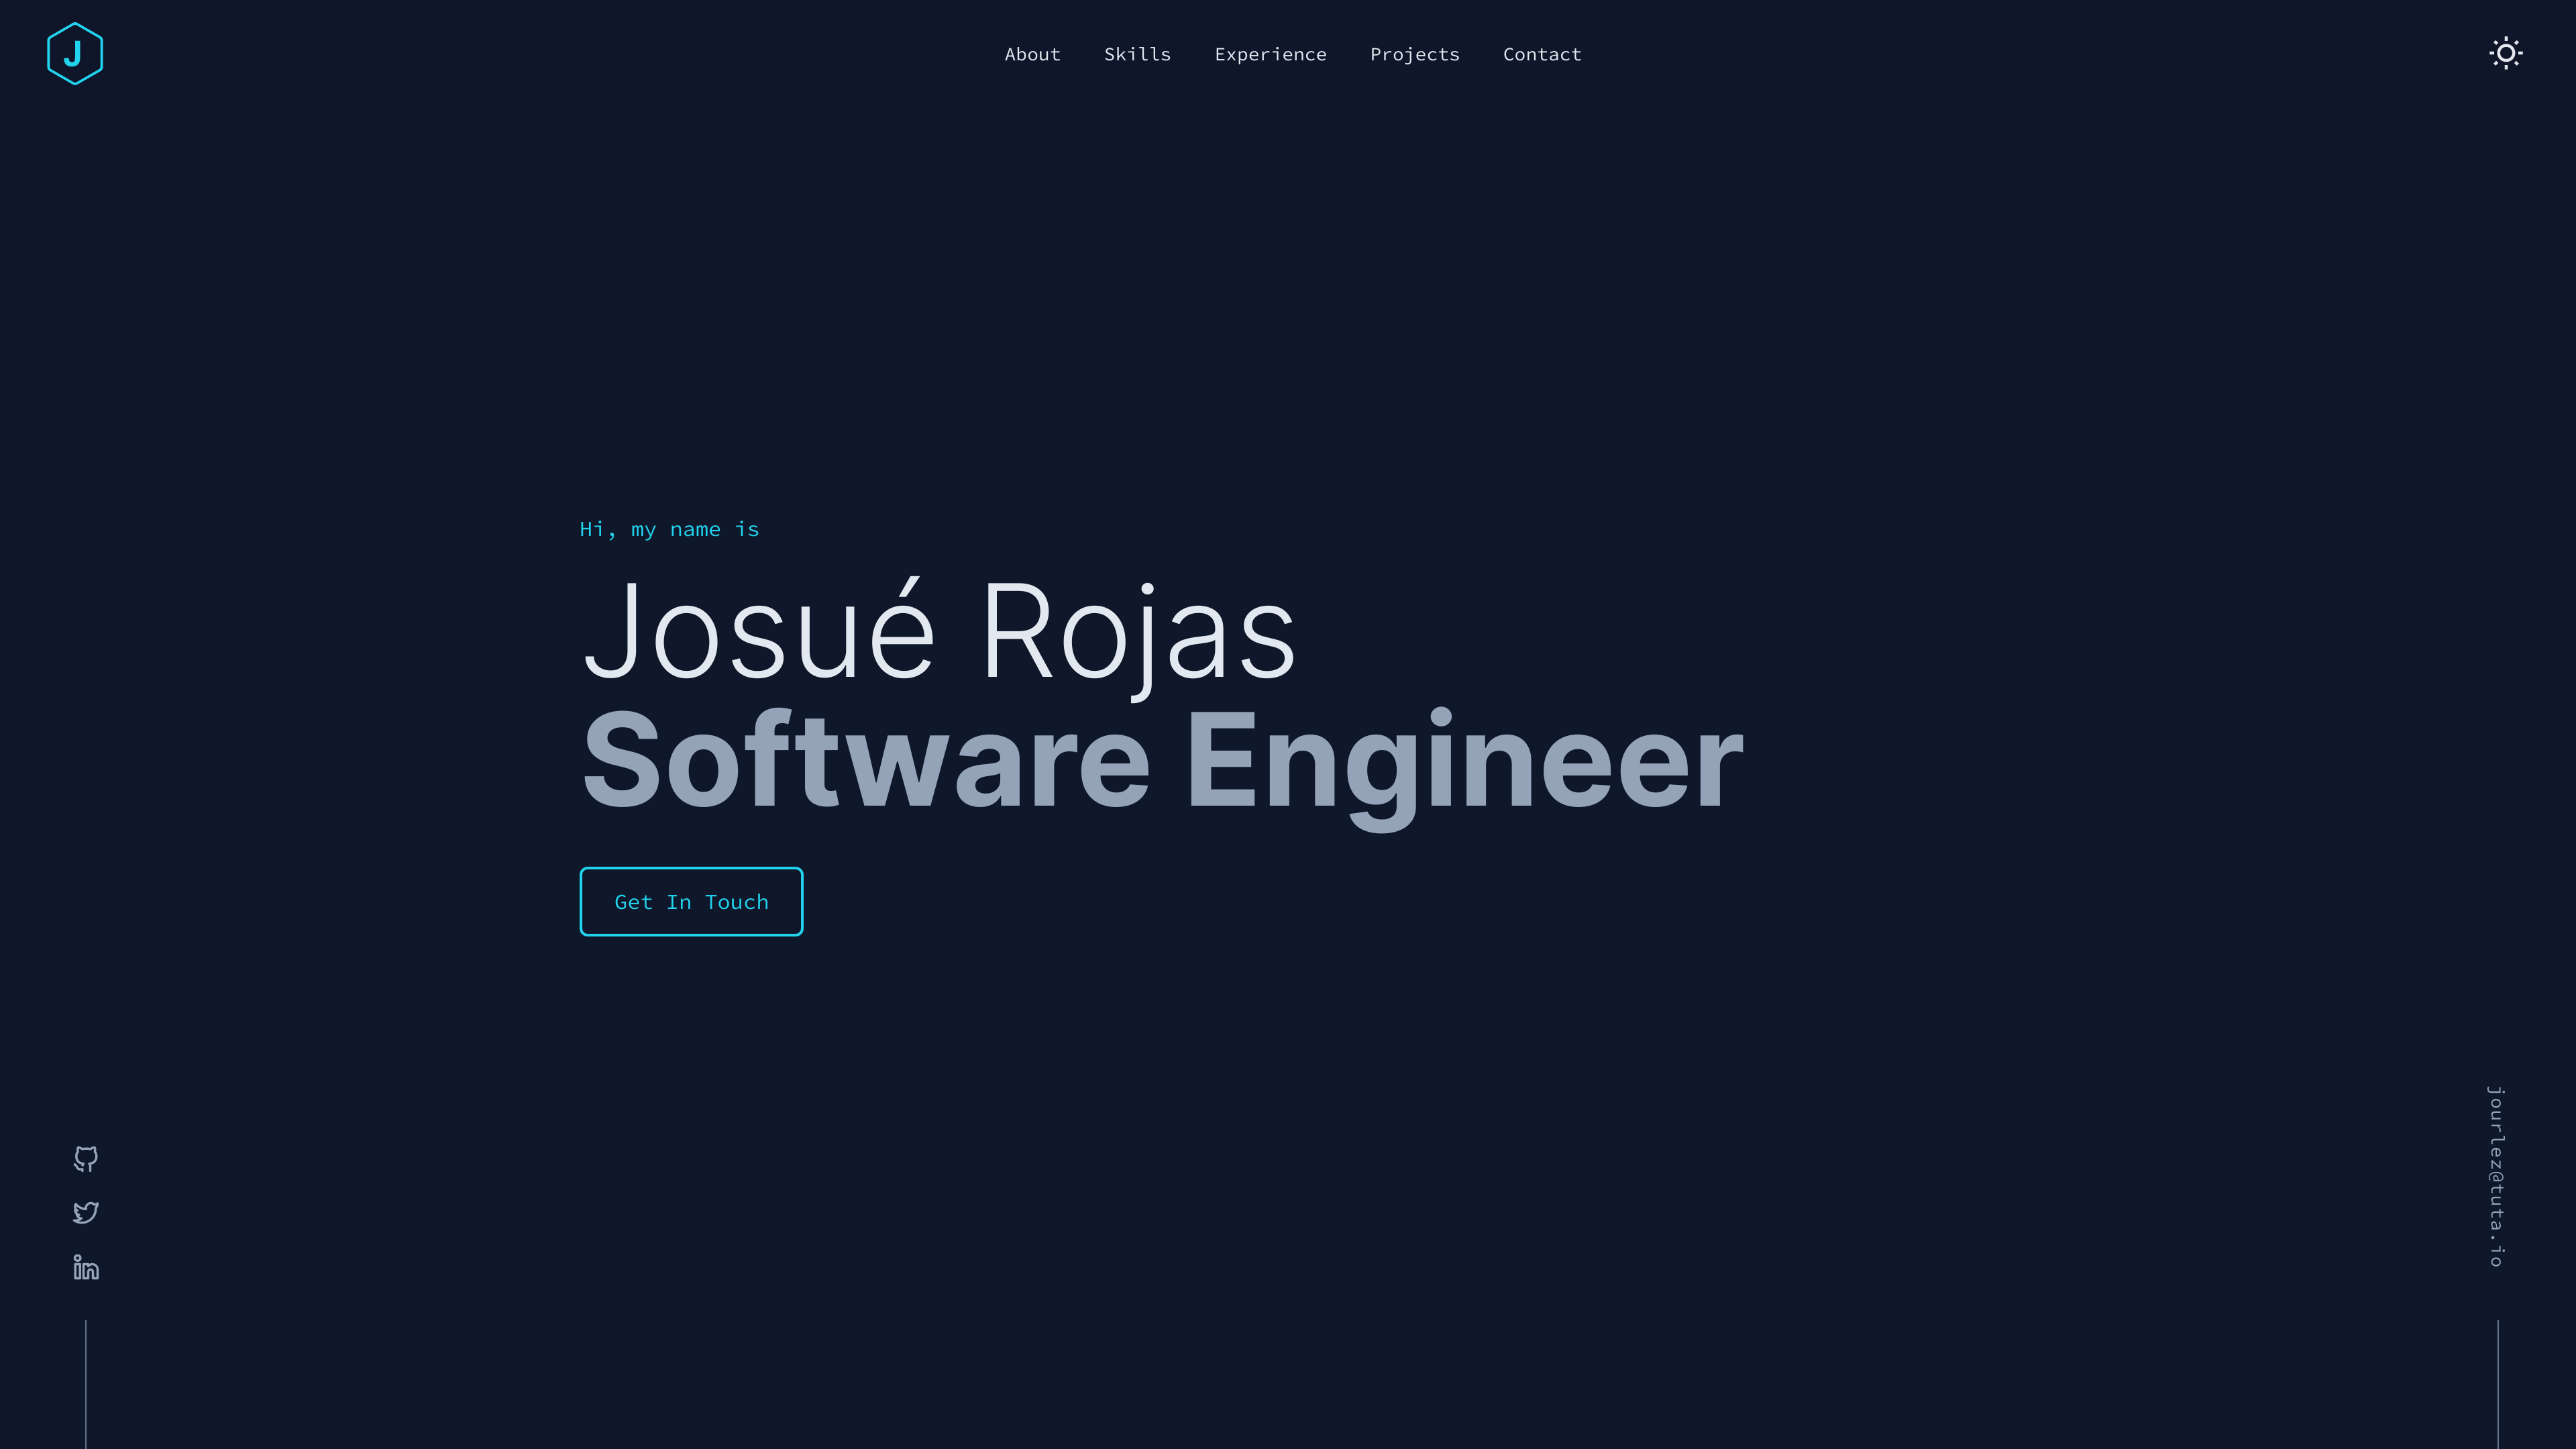 J
About Skills Experience Projects Contact
Hi, my name is
Josué Rojas
Software Engineer
Get In Touch
jourlez@tuta.io
in